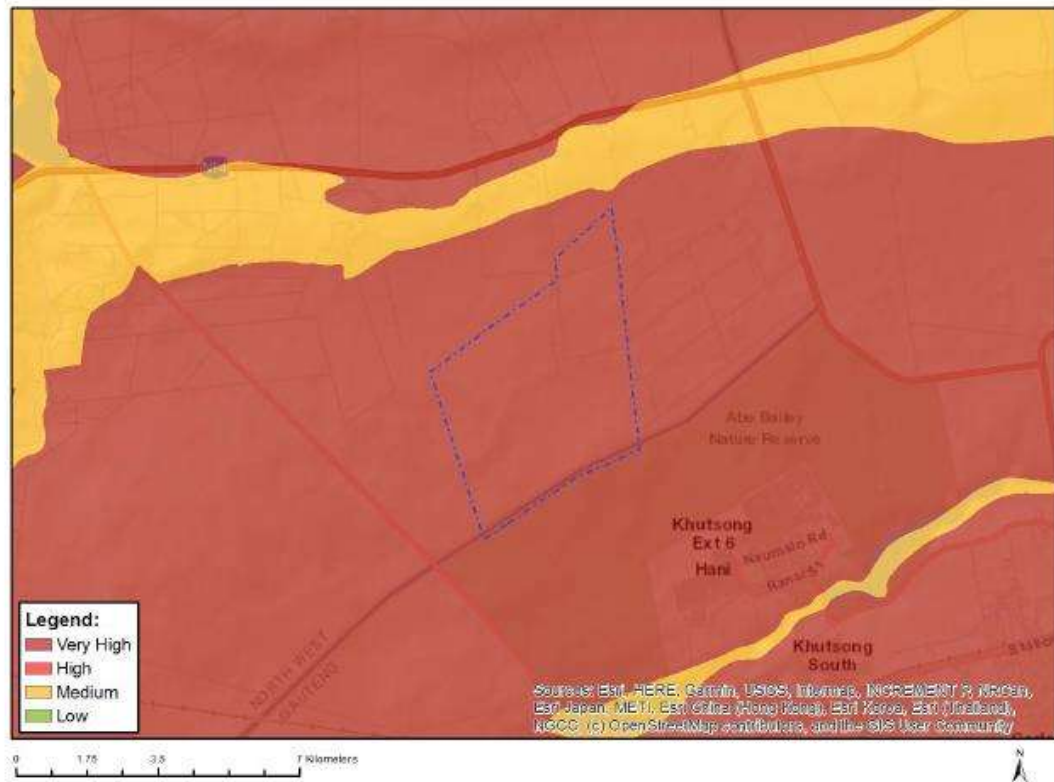 Abe Bailey
Nature Reserve
Khutsong
Ext 6
Hani
Nxumalo Rd
Khutsong
South
NORTH WEST
GAUTENG
Legend:
Very High
High
Medium
Low
Sources: Esri, HERE, Garmin, USGS, Intermap, INCREMENT P, NRCan,
Esri Japan, METI, Esri China (Hong Kong), Esri Korea, Esri (Thailand),
NGCC, (c) OpenStreetMap contributors, and the GIS User Community
0 1.75 3.5 7 Kilometers
N